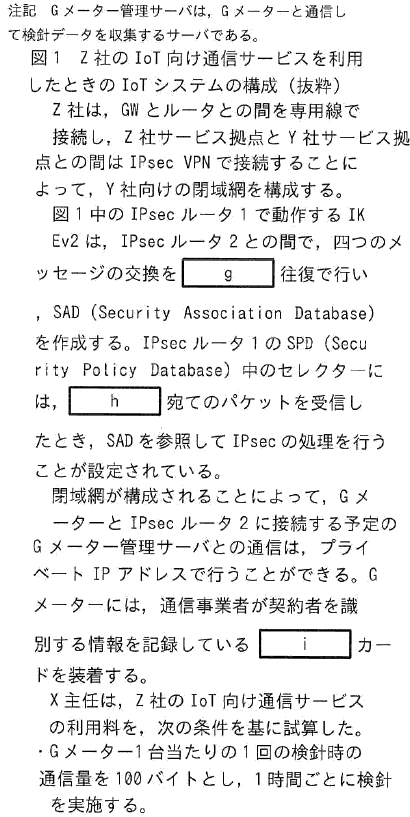 注記 Gメーター管理サーバは，Gメーターと通信し
て検針データを収集するサーバである。
図1 Z社のIoT向け通信サービスを利用
したときのIoTシステムの構成（抜粋）
Z社は，GWとルータとの間を専用線で
接続し，Z社サービス拠点とY社サービス拠
点との間はIPsec VPNで接続することに
よって，Y社向けの閉域網を構成する。
図1中のIPsecルータ1で動作するIK
Ev2は，IPsecルータ2との間で，四つのメ
ッセージの交換を g 往復で行い
，SAD（Security Association Database）
を作成する。IPsecルータ1のSPD（Secu
rity Policy Database）中のセレクターに
は， h 宛てのパケットを受信し
たとき，SADを参照してIPsecの処理を行う
ことが設定されている。
閉域網が構成されることによって，Gメ
ーターとIPsecルータ2に接続する予定の
Gメーター管理サーバとの通信は，プライ
ベートIPアドレスで行うことができる。G
メーターには，通信事業者が契約者を識
別する情報を記録している i カー
ドを装着する。
X主任は，Z社のIoT向け通信サービス
の利用料を，次の条件を基に試算した。
・Gメーター1台当たりの1回の検針時の
通信量を100バイトとし，1時間ごとに検針
を実施する。